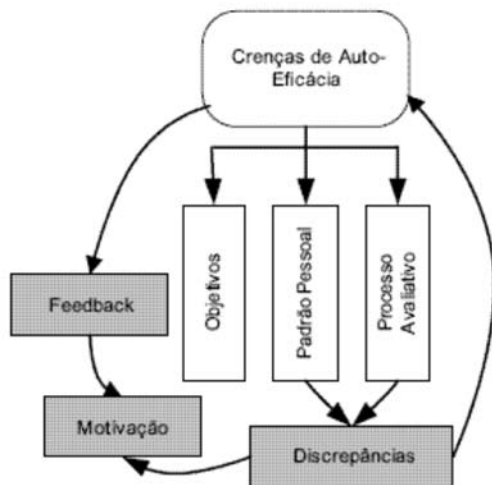 Crenças de Auto-
Eficácia
Objetivos
Padrão Pessoal
Processo
Avaliativo
Feedback
Motivação
Discrepâncias